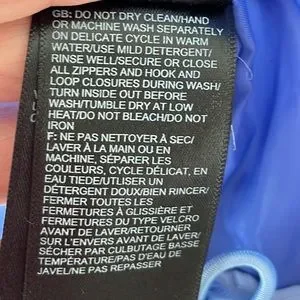 GB: DO NOT DRY CLEAN/HAND
OR MACHINE WASH SEPARATELY
ON DELICATE CYCLE IN WARM
WATER/USE MILD DETERGENT/
RINSE WELL/SECURE OR CLOSE
ALL ZIPPERS AND HOOK AND
LOOP CLOSURES DURING WASH/
TURN INSIDE OUT BEFORE
WASH/TUMBLE DRY AT LOW
HEAT/DO NOT BLEACH/DO NOT
IRON
F: NE PAS NETTOYER À SEC/
LAVER À LA MAIN OU EN
MACHINE, SÉPARER LES
COULEURS, CYCLE DÉLICAT, EN
EAU TIÈDE/UTILISER UN
DÉTERGENT DOUX/BIEN RINCER/
FERMER TOUTES LES
FERMETURES À GLISSIÈRE ET
FERMETURES DU TYPE VELCRO
AVANT DE LAVER/RETOURNER
SUR L'ENVERS AVANT DE LAVER/
SÉCHER PAR CULBUTAGE BASSE
TEMPÉRATURE/PAS D'EAU DE
JAVEL/NE PAS REPASSER